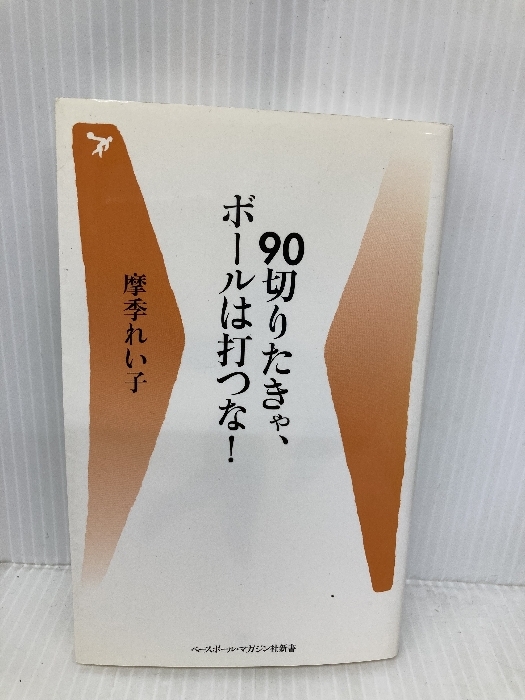 90切りたきゃ、
ボールは打つな！
摩季れい子
ベースボール・マガジン社新書